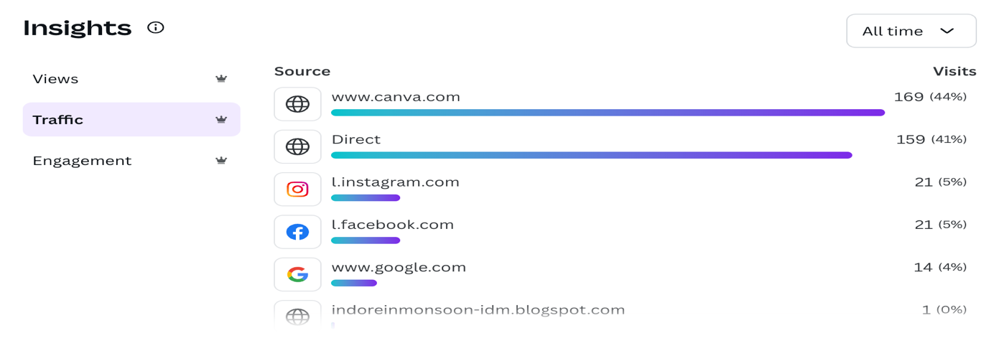 Insights
All time
Views
Traffic
Engagement
Source Visits
www.canva.com 169 (44%)
Direct 159 (41%)
l.instagram.com 21 (5%)
l.facebook.com 21 (5%)
www.google.com 14 (4%)
indoreinmonsoon-idm.blogspot.com 1 (0%)